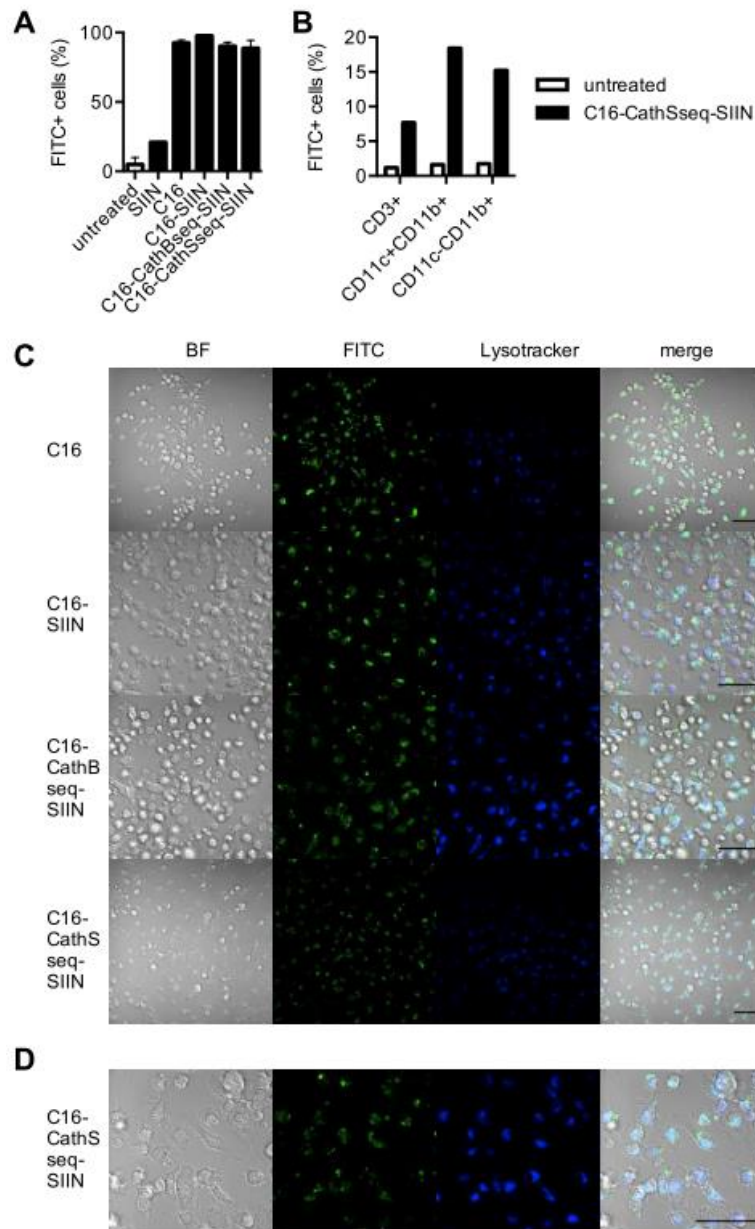 A
FITC+ cells (%)
100
50
0
untreated
SIIN
C16
C16-SIIN
C16-CathBseq-SIIN
C16-CathSseq-SIIN
B
FITC+ cells (%)
20
15
10
5
0
CD3+
CD11c+CD11b+
CD11c-CD11b+
untreated
C16-CathSseq-SIIN
C
BF FITC Lysotracker merge
C16
C16-
SIIN
C16-
CathB
seq-
SIIN
C16-
CathS
seq-
SIIN
D
C16-
CathS
seq-
SIIN